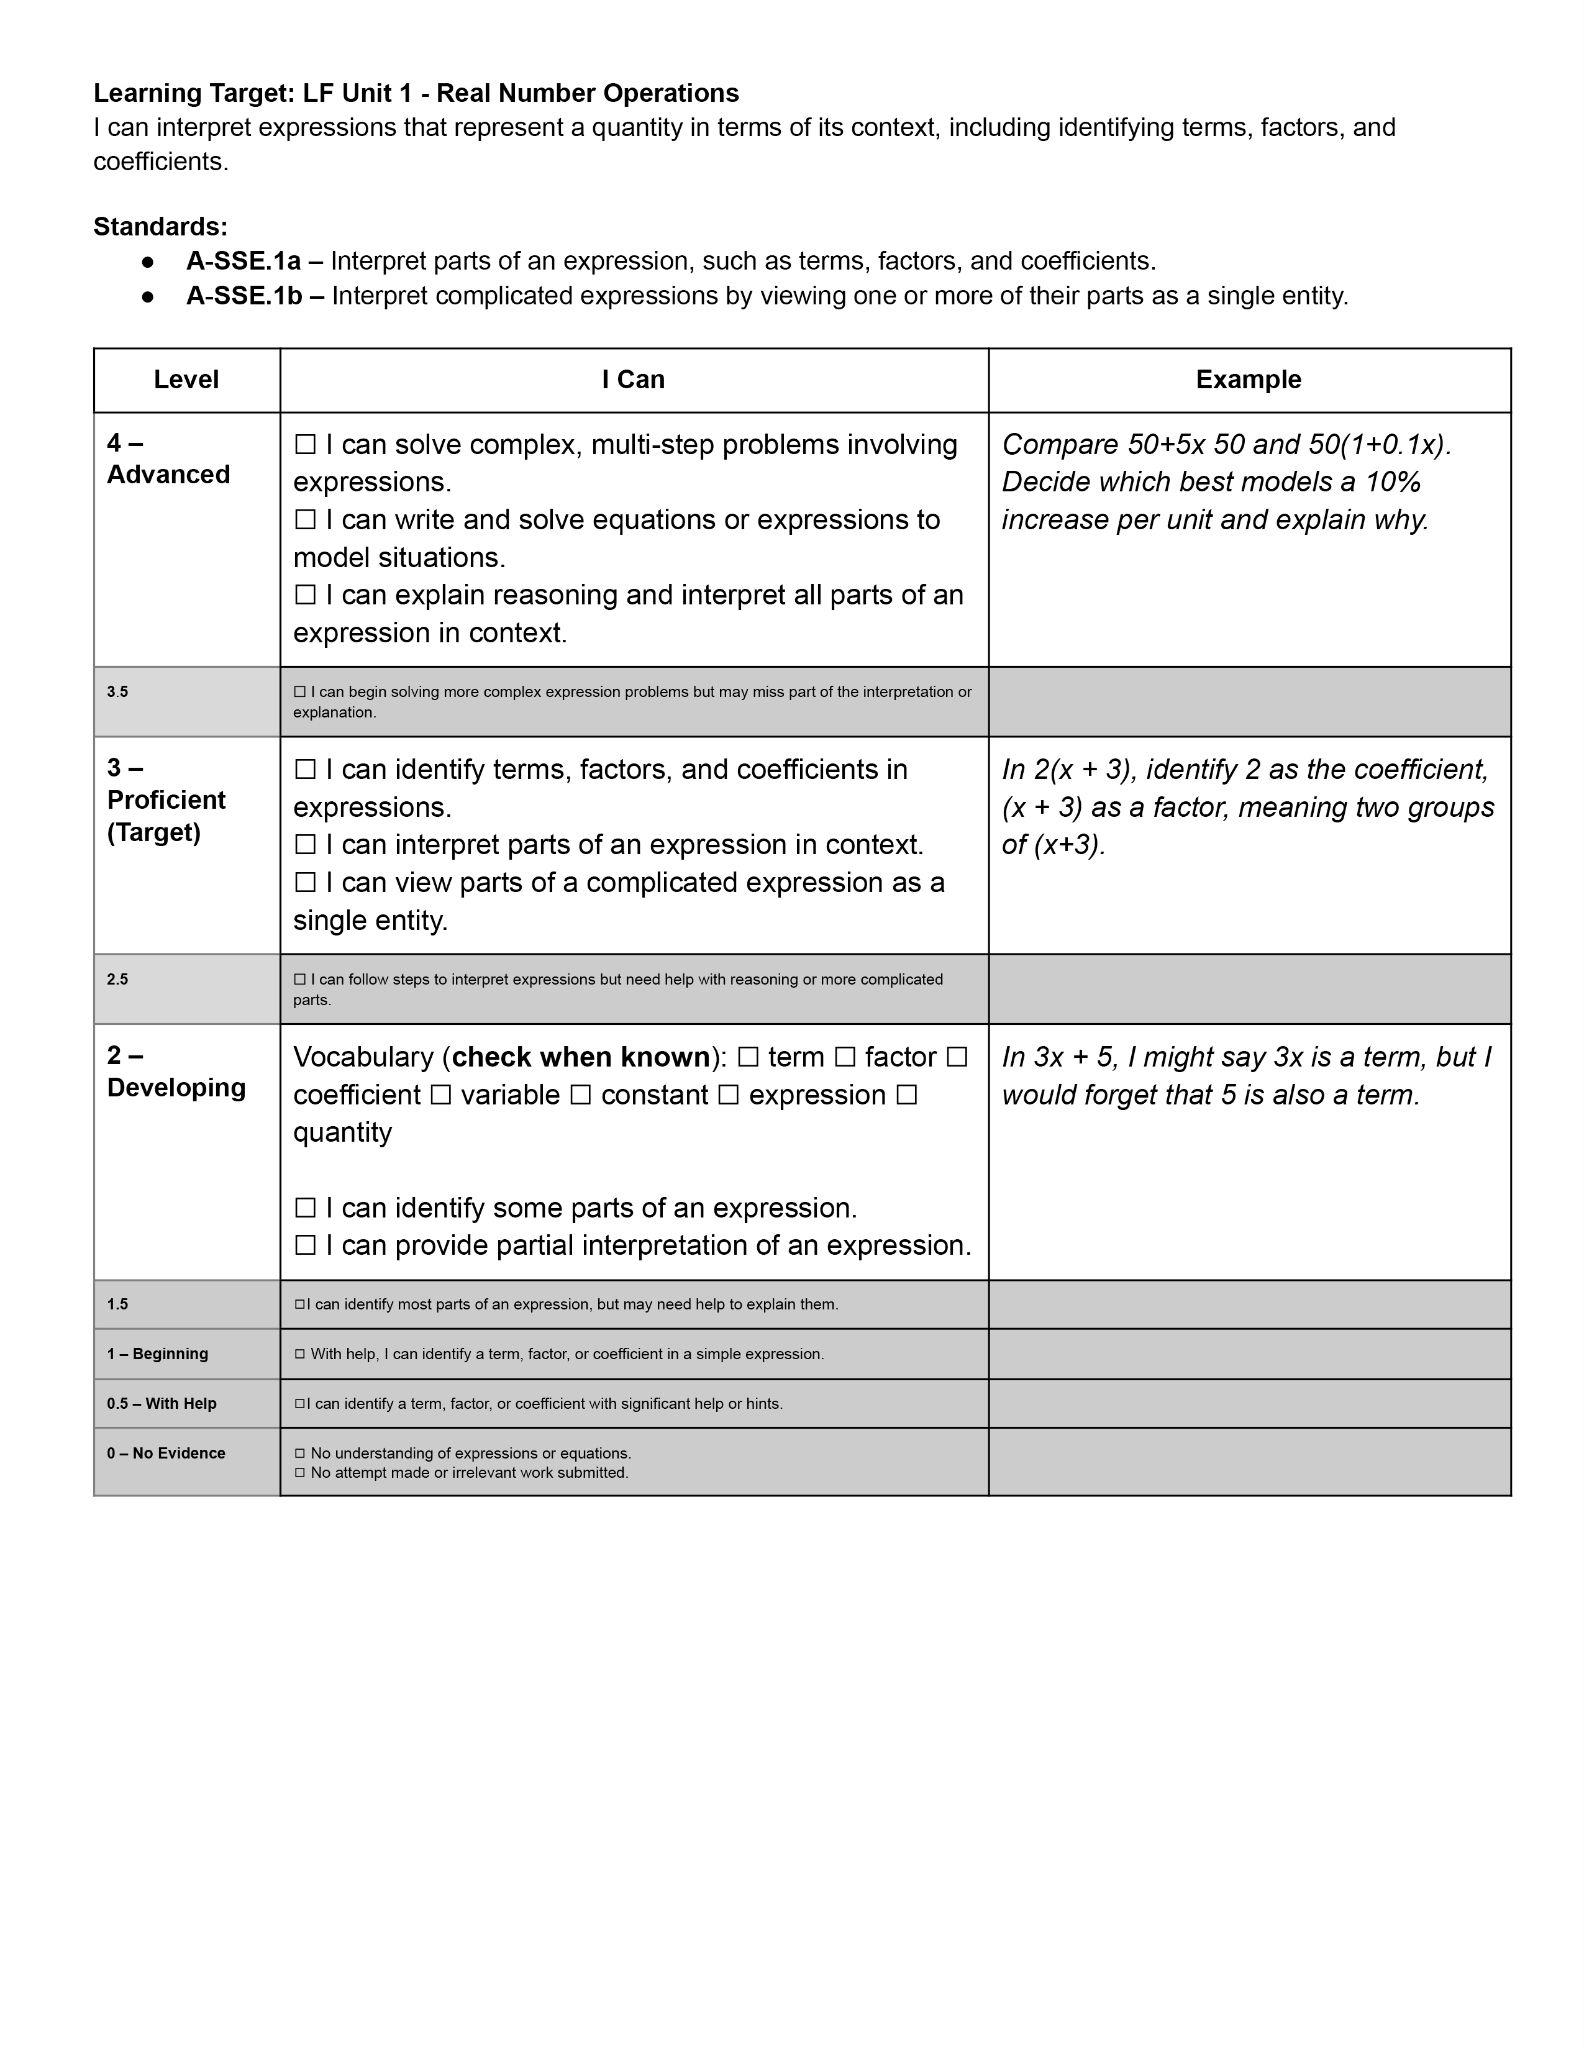 Learning Target: LF Unit 1 - Real Number Operations
I can interpret expressions that represent a quantity in terms of its context, including identifying terms, factors, and
coefficients.
Standards:
● A-SSE.1a – Interpret parts of an expression, such as terms, factors, and coefficients.
● A-SSE.1b – Interpret complicated expressions by viewing one or more of their parts as a single entity.
Level
I Can
Example
4 –
Advanced
☐ I can solve complex, multi-step problems involving
expressions.
☐ I can write and solve equations or expressions to
model situations.
☐ I can explain reasoning and interpret all parts of an
expression in context.
Compare 50+5x 50 and 50(1+0.1x).
Decide which best models a 10%
increase per unit and explain why.
3.5
☐ I can begin solving more complex expression problems but may miss part of the interpretation or
explanation.
3 –
Proficient
(Target)
☐ I can identify terms, factors, and coefficients in
expressions.
☐ I can interpret parts of an expression in context.
☐ I can view parts of a complicated expression as a
single entity.
In 2(x + 3), identify 2 as the coefficient,
(x + 3) as a factor, meaning two groups
of (x+3).
2.5
☐ I can follow steps to interpret expressions but need help with reasoning or more complicated
parts.
2 –
Developing
Vocabulary (check when known): ☐ term ☐ factor ☐
coefficient ☐ variable ☐ constant ☐ expression ☐
quantity
☐ I can identify some parts of an expression.
☐ I can provide partial interpretation of an expression.
In 3x + 5, I might say 3x is a term, but I
would forget that 5 is also a term.
1.5
☐I can identify most parts of an expression, but may need help to explain them.
1 – Beginning
☐ With help, I can identify a term, factor, or coefficient in a simple expression.
0.5 – With Help
☐I can identify a term, factor, or coefficient with significant help or hints.
0 – No Evidence
☐ No understanding of expressions or equations.
☐ No attempt made or irrelevant work submitted.